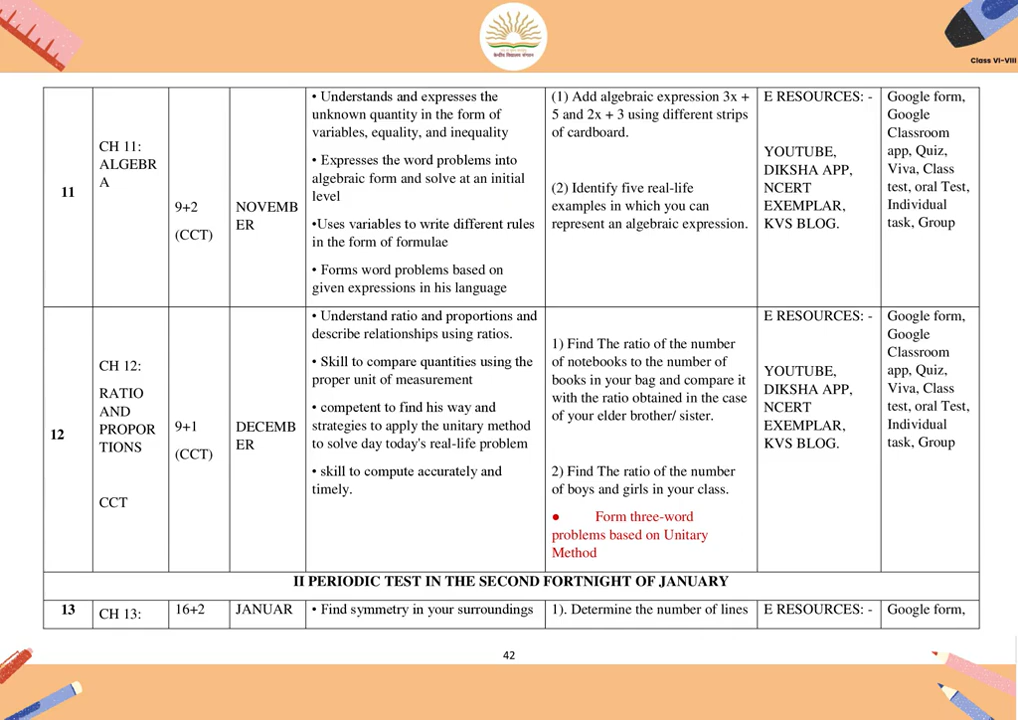 Class VI-VIII
केन्द्रीय विद्यालय संगठन
11
CH 11:
ALGEBR
A
9+2
(CCT)
NOVEMB
ER
• Understands and expresses the
unknown quantity in the form of
variables, equality, and inequality
• Expresses the word problems into
algebraic form and solve at an initial
level
•Uses variables to write different rules
in the form of formulae
• Forms word problems based on
given expressions in his language
(1) Add algebraic expression 3x +
5 and 2x + 3 using different strips
of cardboard.
(2) Identify five real-life
examples in which you can
represent an algebraic expression.
E RESOURCES: -
YOUTUBE,
DIKSHA APP,
NCERT
EXEMPLAR,
KVS BLOG.
Google form,
Google
Classroom
app, Quiz,
Viva, Class
test, oral Test,
Individual
task, Group
12
CH 12:
RATIO
AND
PROPOR
TIONS
CCT
9+1
(CCT)
DECEMB
ER
• Understand ratio and proportions and
describe relationships using ratios.
• Skill to compare quantities using the
proper unit of measurement
• competent to find his way and
strategies to apply the unitary method
to solve day today's real-life problem
• skill to compute accurately and
timely.
1) Find The ratio of the number
of notebooks to the number of
books in your bag and compare it
with the ratio obtained in the case
of your elder brother/ sister.
2) Find The ratio of the number
of boys and girls in your class.
● Form three-word
problems based on Unitary
Method
E RESOURCES: -
YOUTUBE,
DIKSHA APP,
NCERT
EXEMPLAR,
KVS BLOG.
Google form,
Google
Classroom
app, Quiz,
Viva, Class
test, oral Test,
Individual
task, Group
II PERIODIC TEST IN THE SECOND FORTNIGHT OF JANUARY
13
CH 13:
16+2
JANUAR
• Find symmetry in your surroundings
1). Determine the number of lines
E RESOURCES: -
Google form,
42